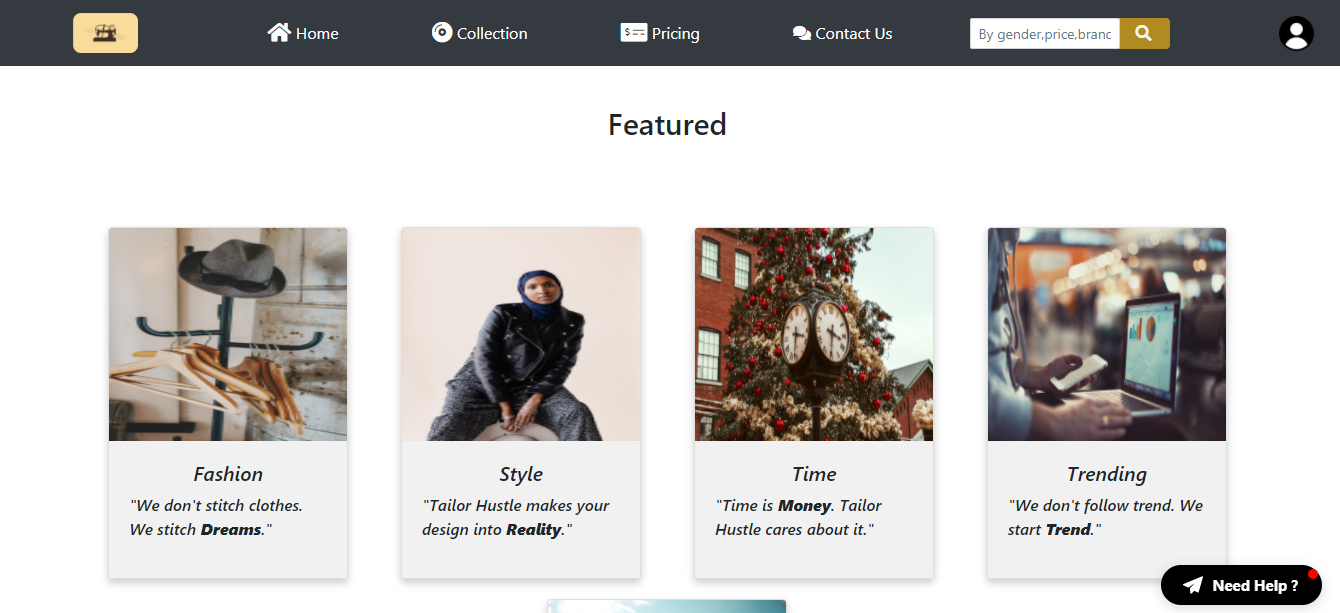 Home
Collection
Pricing
Contact Us
By gender,price,branc
Featured
Fashion
"We don't stitch clothes.
We stitch Dreams."
Style
"Tailor Hustle makes your
design into Reality."
Time
"Time is Money. Tailor
Hustle cares about it."
Trending
"We don't follow trend. We
start Trend."
Need Help ?